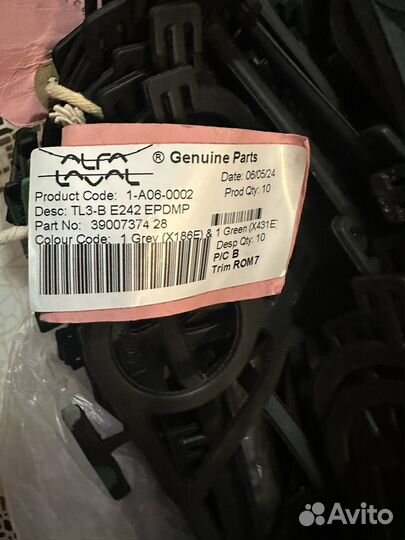 ALFA LAVAL ® Genuine Parts
Date: 06/05/24
Product Code: 1-A06-0002
Prod Qty: 10
Desc: TL3-B E242 EPDMP
Part No: 39007374 28
Colour Code: 1 Grey (X186E) & 1 Green (X431E)
Desp Qty: 10
P/C B
Trim ROM7
Avito